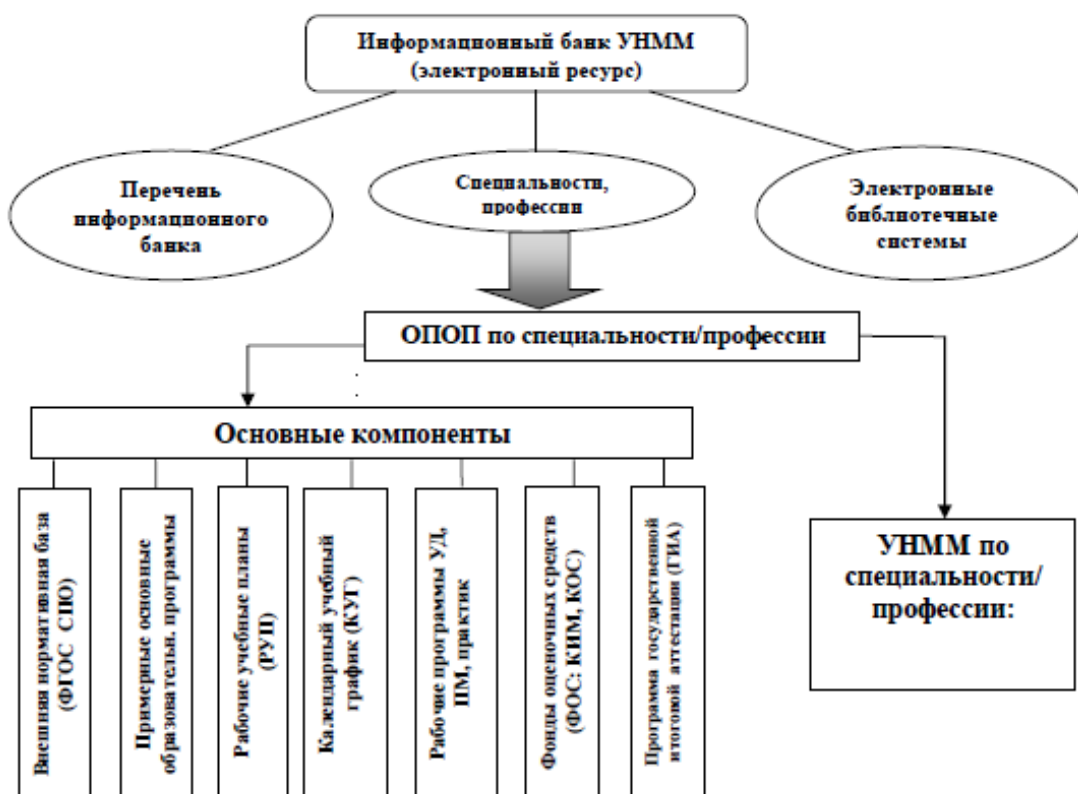 Информационный банк УНММ
(электронный ресурс)
Перечень
информационного
банка
Специальности,
профессии
Электронные
библиотечные
системы
ОПОП по специальности/профессии
Основные компоненты
Внешняя нормативная база
(ФГОС СПО)
Примерные основные
образовательн. программы
Рабочие учебные планы
(РУП)
Календарный учебный
график (КУГ)
Рабочие программы УД,
ПМ, практик
Фонды оценочных средств
(ФОС: КИМ, КОС)
Программа государственной
итоговой аттестации (ГИА)
УНММ по
специальности/
профессии: